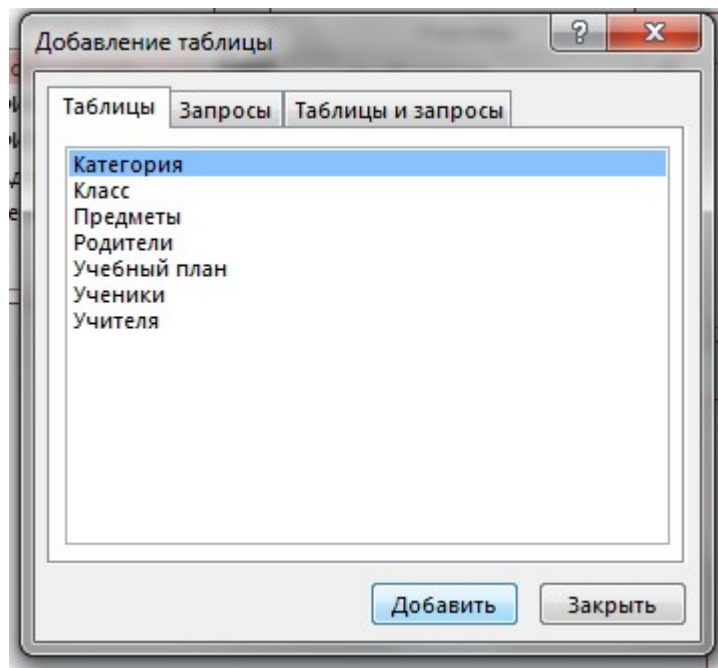 Добавление таблицы
Таблицы Запросы Таблицы и запросы
Категория
Класс
Предметы
Родители
Учебный план
Ученики
Учителя
Добавить Закрыть